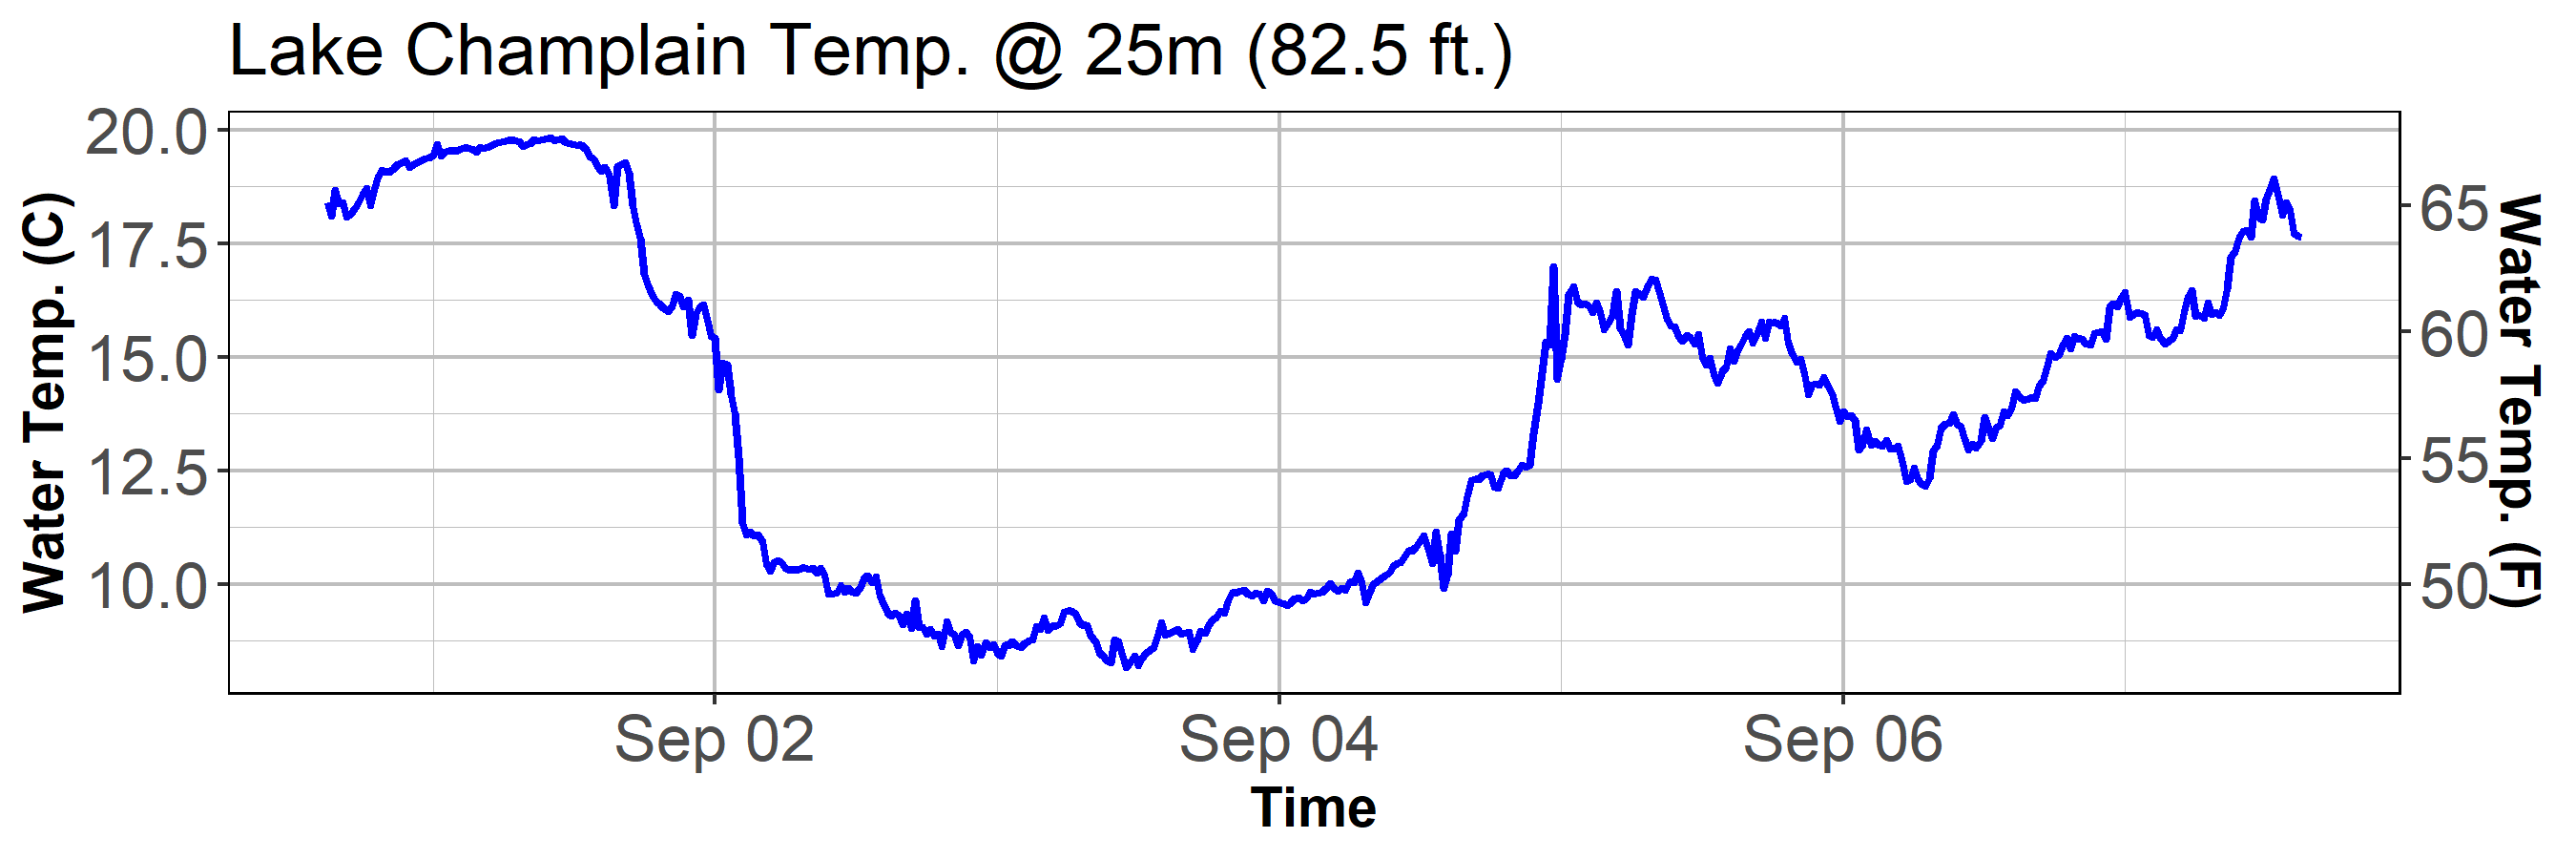 Lake Champlain Temp. @ 25m (82.5 ft.)
Water Temp. (C)
20.0
17.5
15.0
12.5
10.0
65
60
55
50
Water Temp. (F)
Sep 02
Sep 04
Sep 06
Time